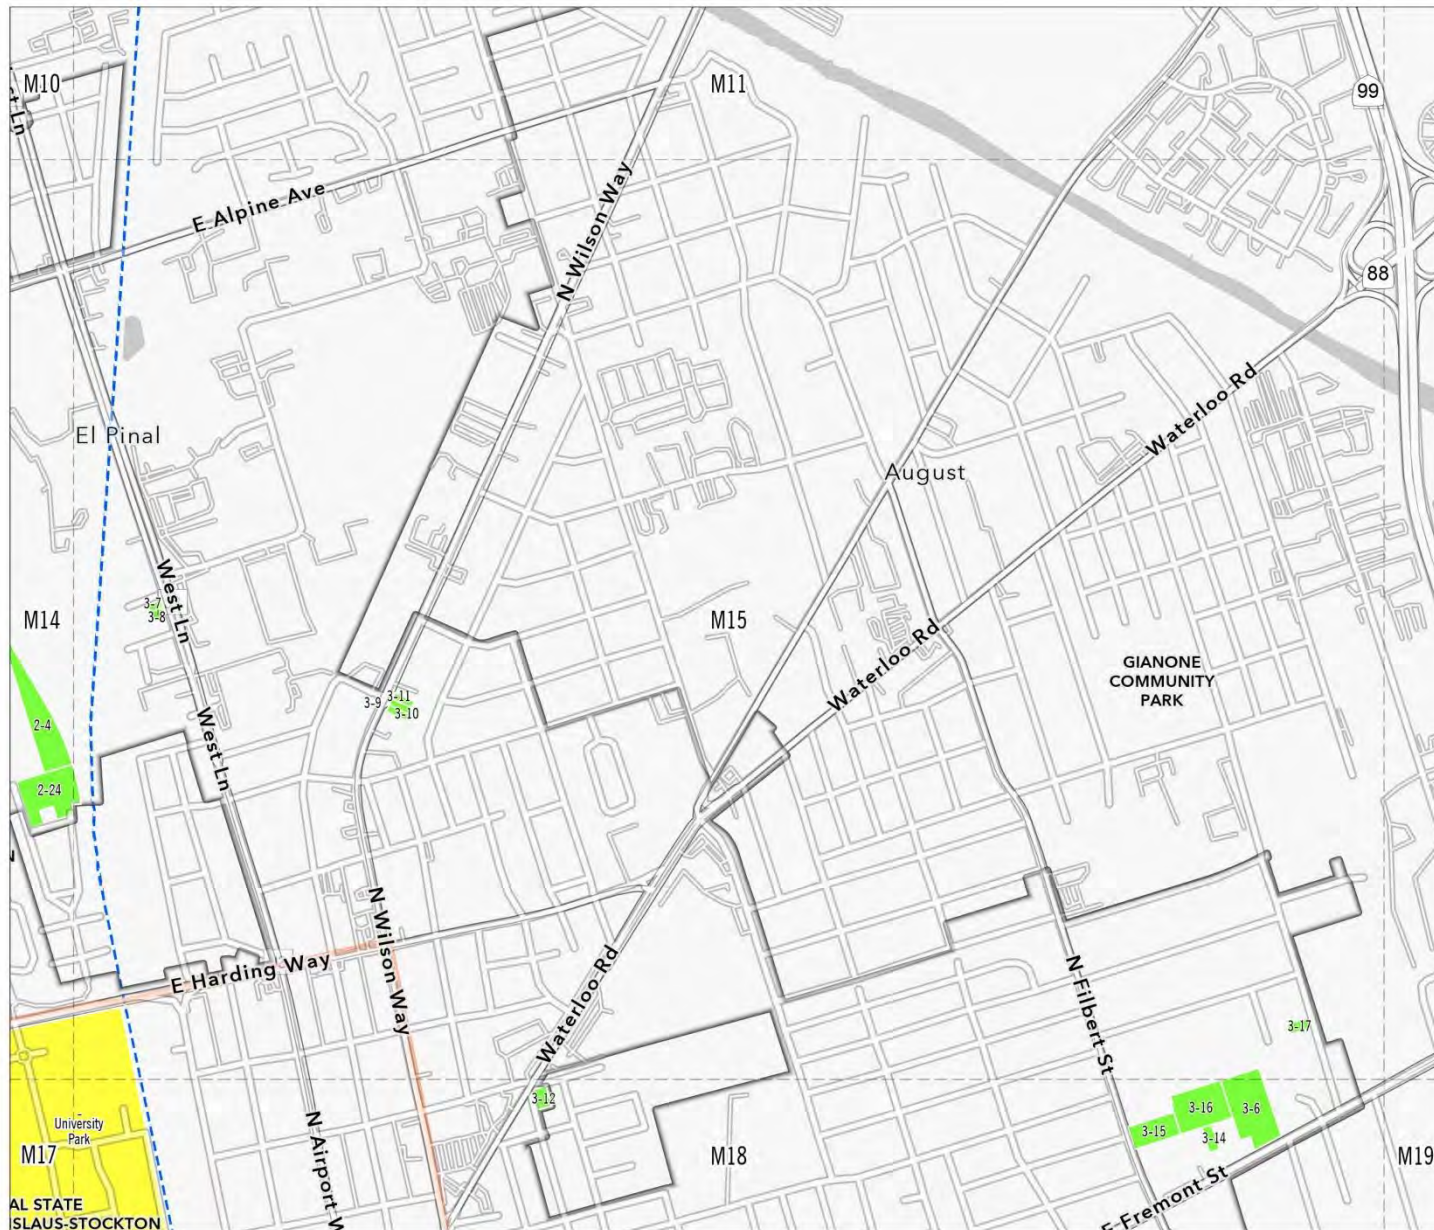 M10
M11
99
ct Ln
E Alpine Ave
N Wilson Way
88
Waterloo Rd
El Pinal
August
West Ln
3-7
3-8
M14
M15
Waterloo Rd
GIANONE
COMMUNITY
PARK
3-11
3-9
3-10
2-4
West Ln
2-24
N
N Wilson Way
E Harding Way
Waterloo Rd
N Filbert St
3-17
3-12
3-16
3-6
3-15
3-14
University
Park
N Airport W
M17
M18
M19
E Fremont St
AL STATE
SLAUS-STOCKTON